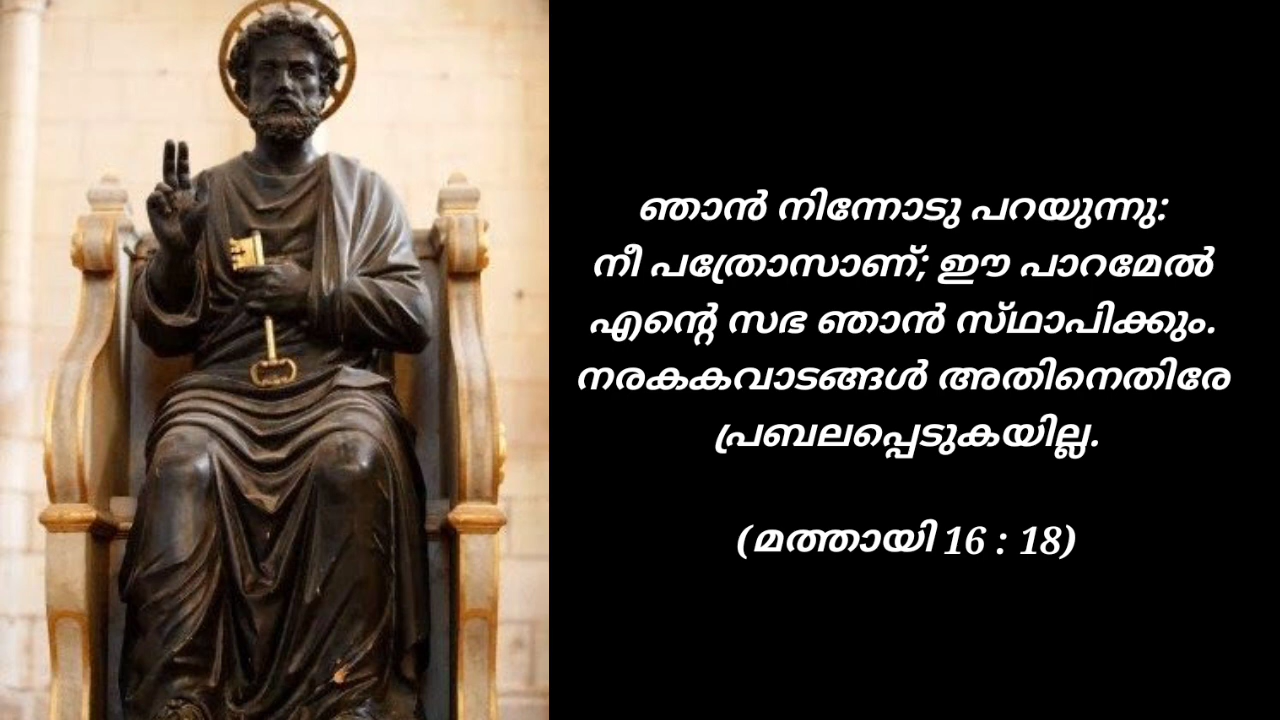 ഞാൻ നിന്നോടു പറയുന്നു:
നീ പത്രോസാണ്; ഈ പാറമേൽ
എന്റെ സഭ ഞാൻ സ്ഥാപിക്കും.
നരകകവാടങ്ങൾ അതിനെതിരേ
പ്രബലപ്പെടുകയില്ല.
(മത്തായി 16 : 18)